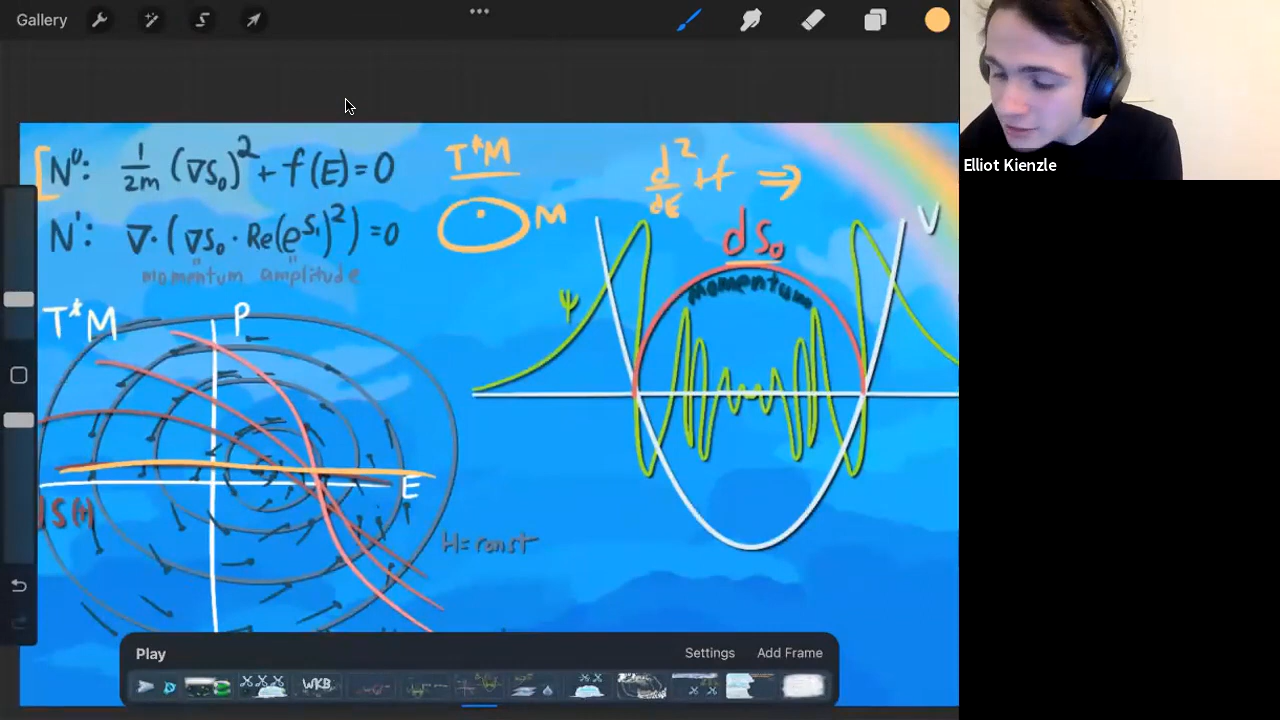 Gallery
N⁰: 1/2m (∇S₀)² + f(E) = 0
N¹: ∇·(∇S₀ · Re(e^S₁)²) = 0
momentum amplitude
T*M
M
d²/dE + f ⇒
V
dS₀
momentum
ψ
T*M
P
E
H=const
Play
Settings
Add Frame
WKB
Elliot Kienzle